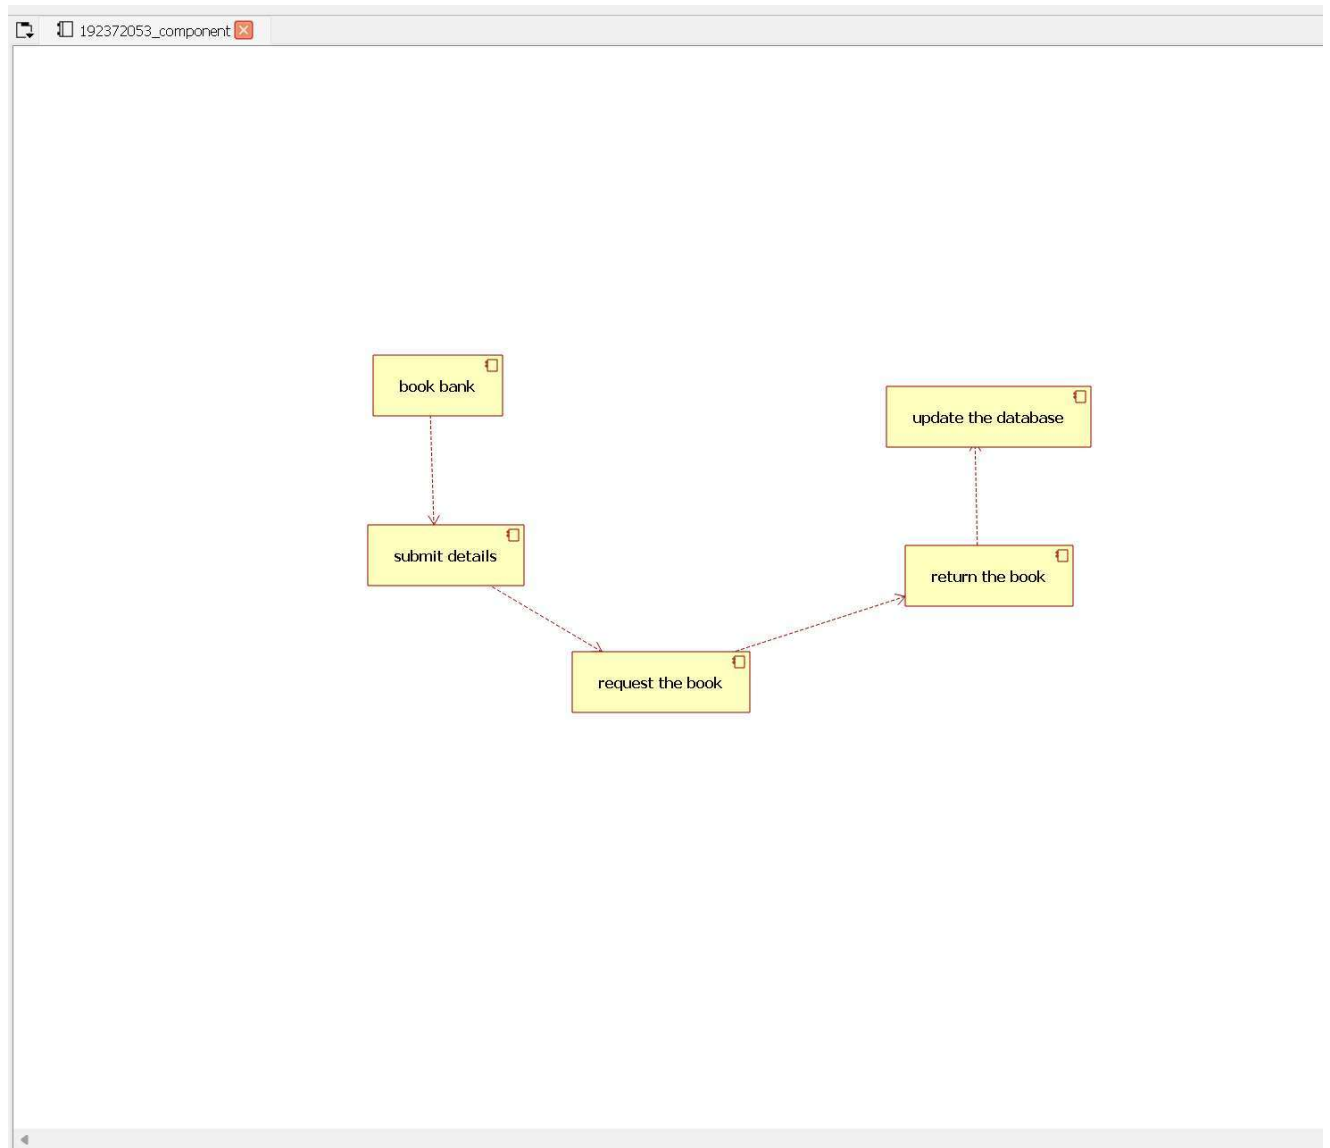 192372053_component
book bank
update the database
submit details
return the book
request the book